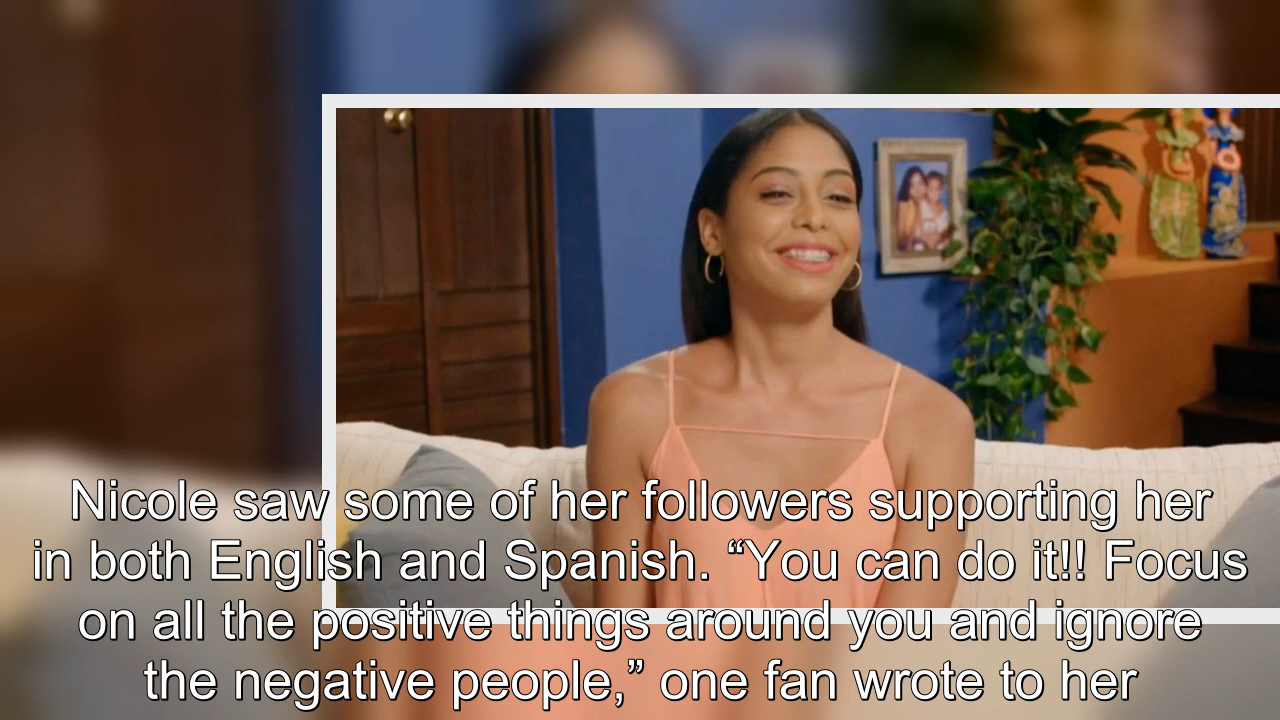 Nicole saw some of her followers supporting her
in both English and Spanish. “You can do it!! Focus
on all the positive things around you and ignore
the negative people,” one fan wrote to her